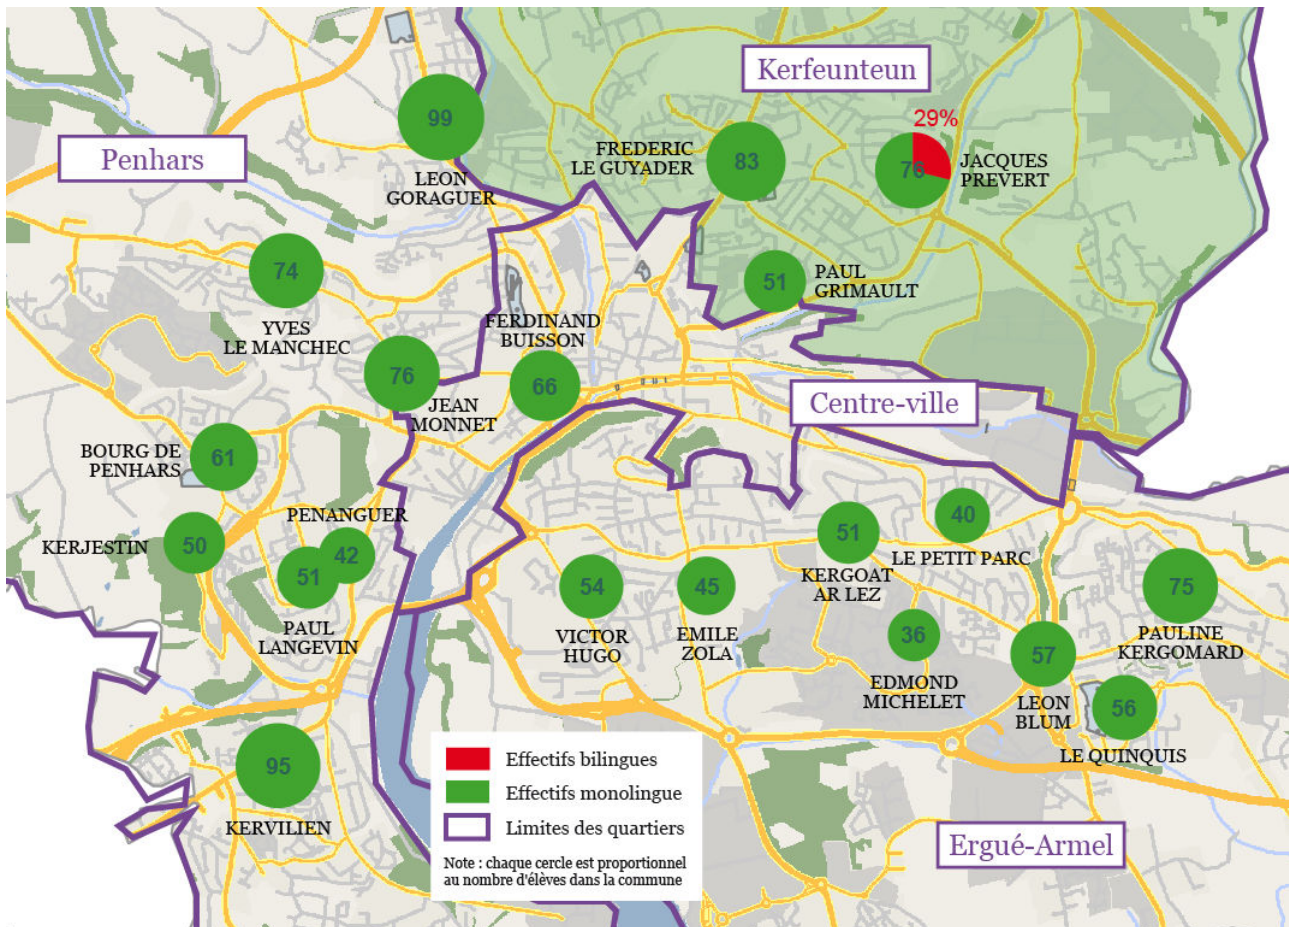 Kerfeunteun
Penhars
99
LEON
GORAGUER
FREDERIC
LE GUYADER
83
29%
76
JACQUES
PREVERT
74
YVES
LE MANCHEC
51
PAUL
GRIMAULT
FERDINAND
BUISSON
66
76
JEAN
MONNET
Centre-ville
BOURG DE
PENHARS
61
KERJESTIN
50
PENANGUER
42
51
PAUL
LANGEVIN
54
VICTOR
HUGO
45
EMILE
ZOLA
51
KERGOAT
AR LEZ
40
LE PETIT PARC
36
EDMOND
MICHELET
57
LEON
BLUM
75
PAULINE
KERGOMARD
56
LE QUINQUIS
95
KERVILIEN
Ergué-Armel
Effectifs bilingues
Effectifs monolingue
Limites des quartiers
Note : chaque cercle est proportionnel
au nombre d'élèves dans la commune